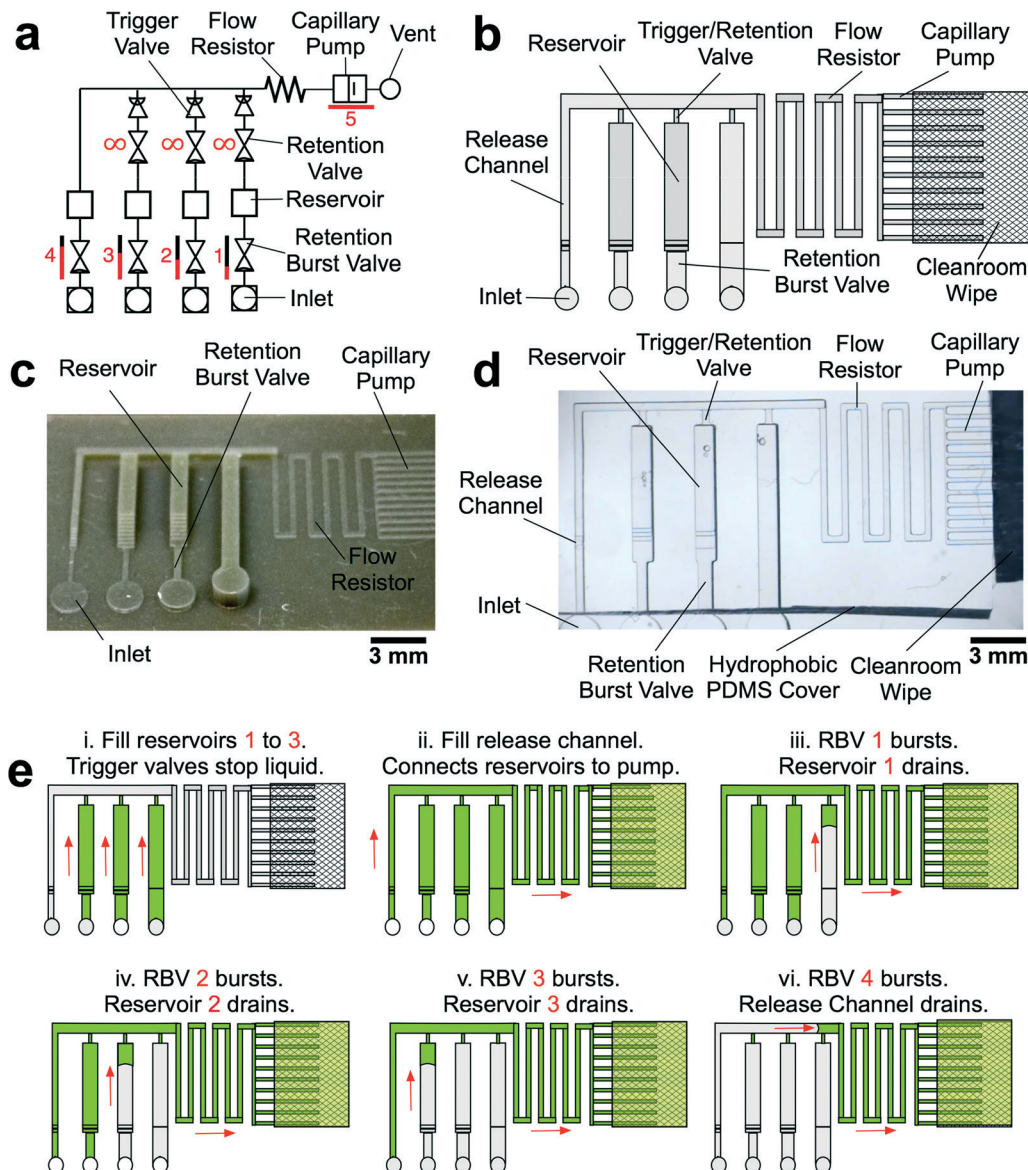 a
Trigger
Valve
Flow
Resistor
Capillary
Pump
Vent
5
∞
∞
∞
Retention
Valve
Reservoir
4
3
2
1
Retention
Burst Valve
Inlet
b
Reservoir
Trigger/Retention
Valve
Flow
Resistor
Capillary
Pump
Release
Channel
Inlet
Retention
Burst Valve
Cleanroom
Wipe
c
Reservoir
Retention
Burst Valve
Capillary
Pump
Flow
Resistor
Inlet
3 mm
d
Reservoir
Trigger/Retention
Valve
Flow
Resistor
Capillary
Pump
Release
Channel
Inlet
Retention
Burst Valve
Hydrophobic
PDMS Cover
Cleanroom
Wipe
3 mm
e
i. Fill reservoirs 1 to 3.
Trigger valves stop liquid.
ii. Fill release channel.
Connects reservoirs to pump.
iii. RBV 1 bursts.
Reservoir 1 drains.
iv. RBV 2 bursts.
Reservoir 2 drains.
v. RBV 3 bursts.
Reservoir 3 drains.
vi. RBV 4 bursts.
Release Channel drains.